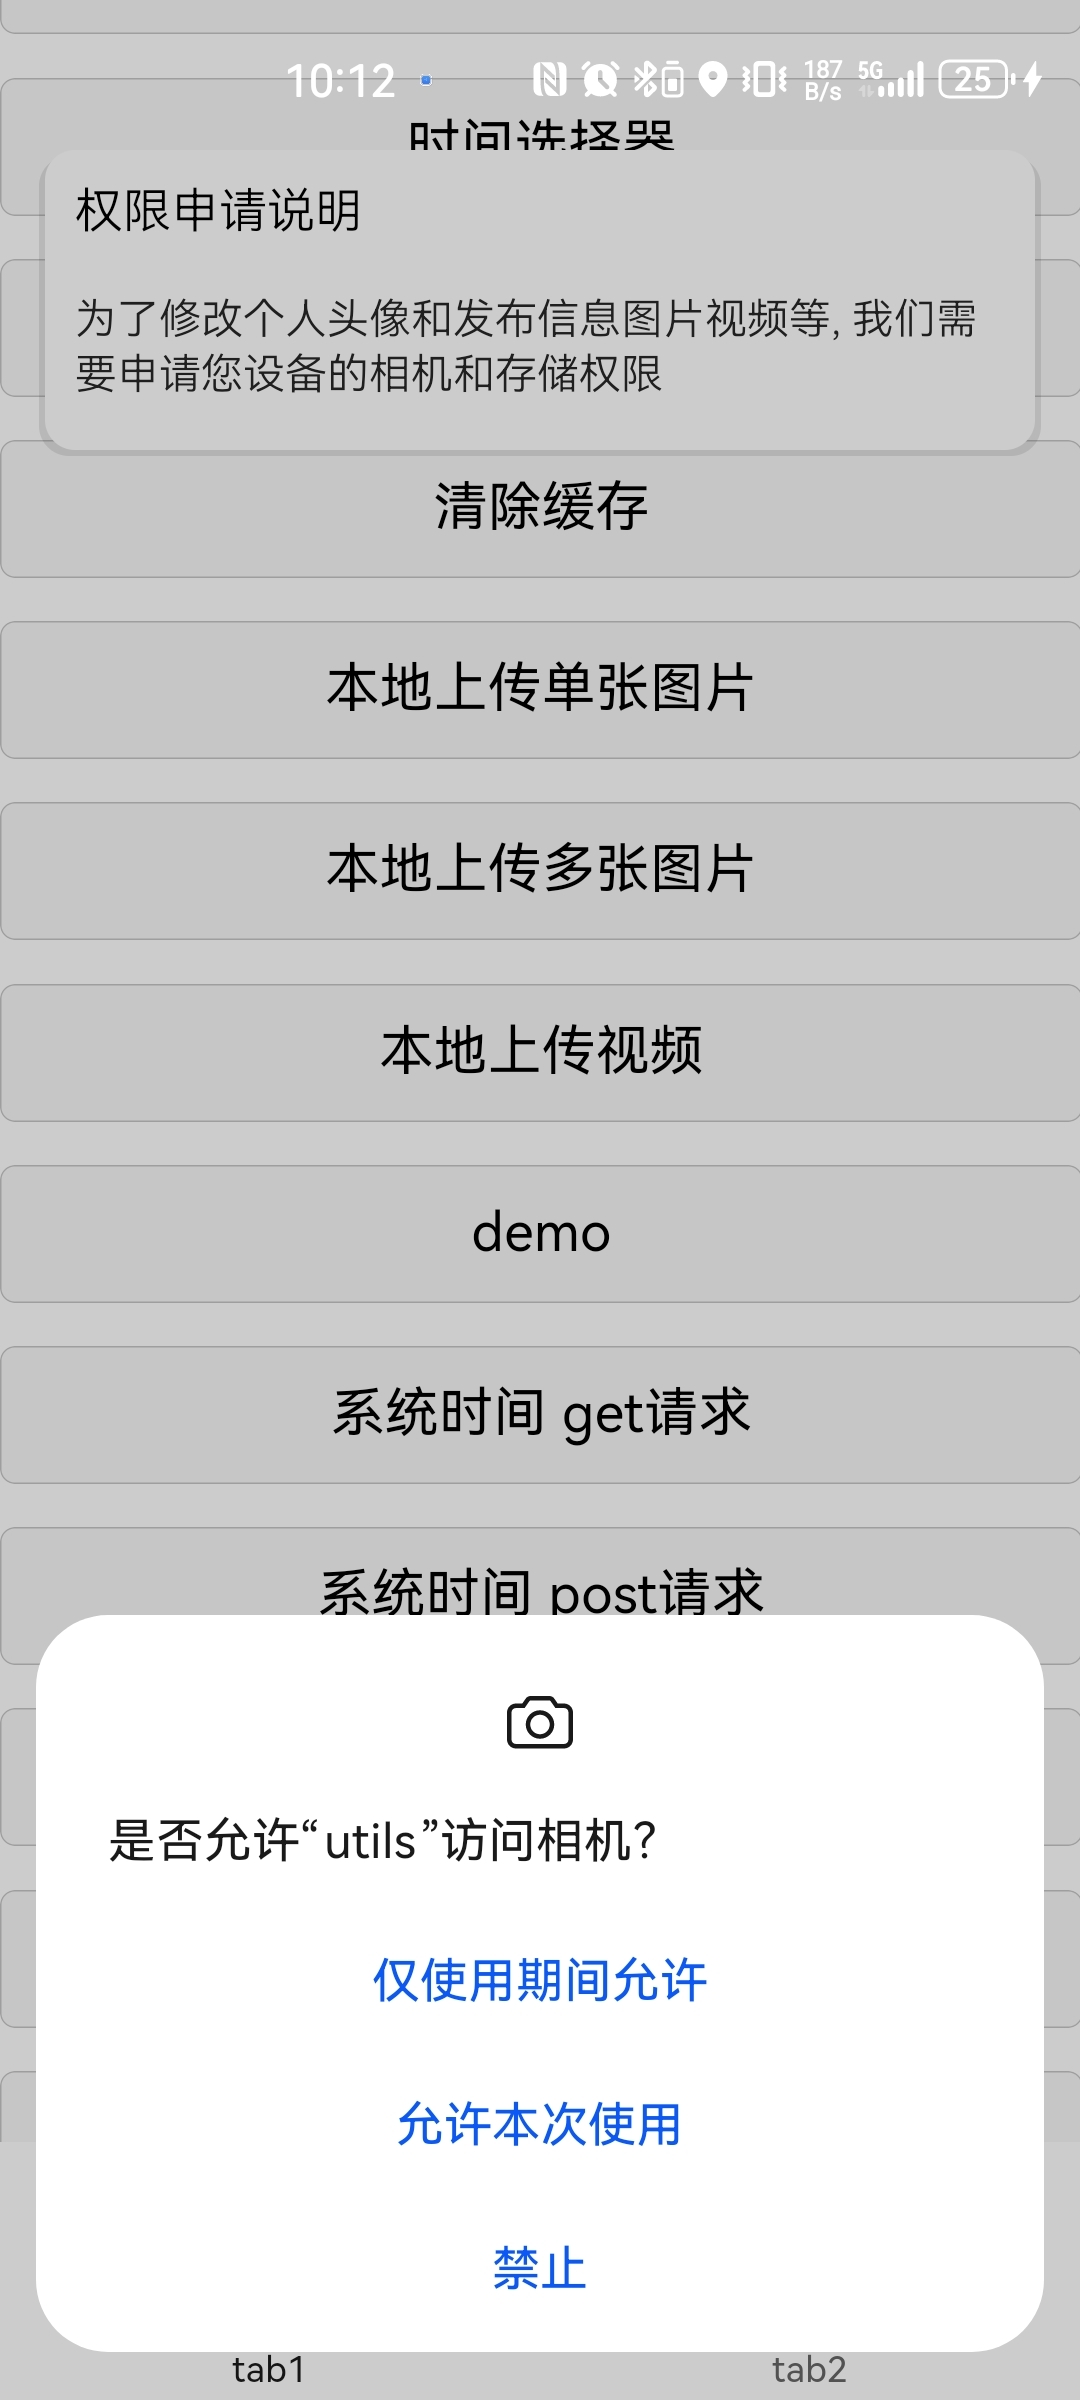 10:12
187 B/s
5G
25
时间选择器
权限申请说明
为了修改个人头像和发布信息图片视频等, 我们需
要申请您设备的相机和存储权限
清除缓存
本地上传单张图片
本地上传多张图片
本地上传视频
demo
系统时间 get请求
系统时间 post请求
是否允许“utils”访问相机?
仅使用期间允许
允许本次使用
禁止
tab1
tab2